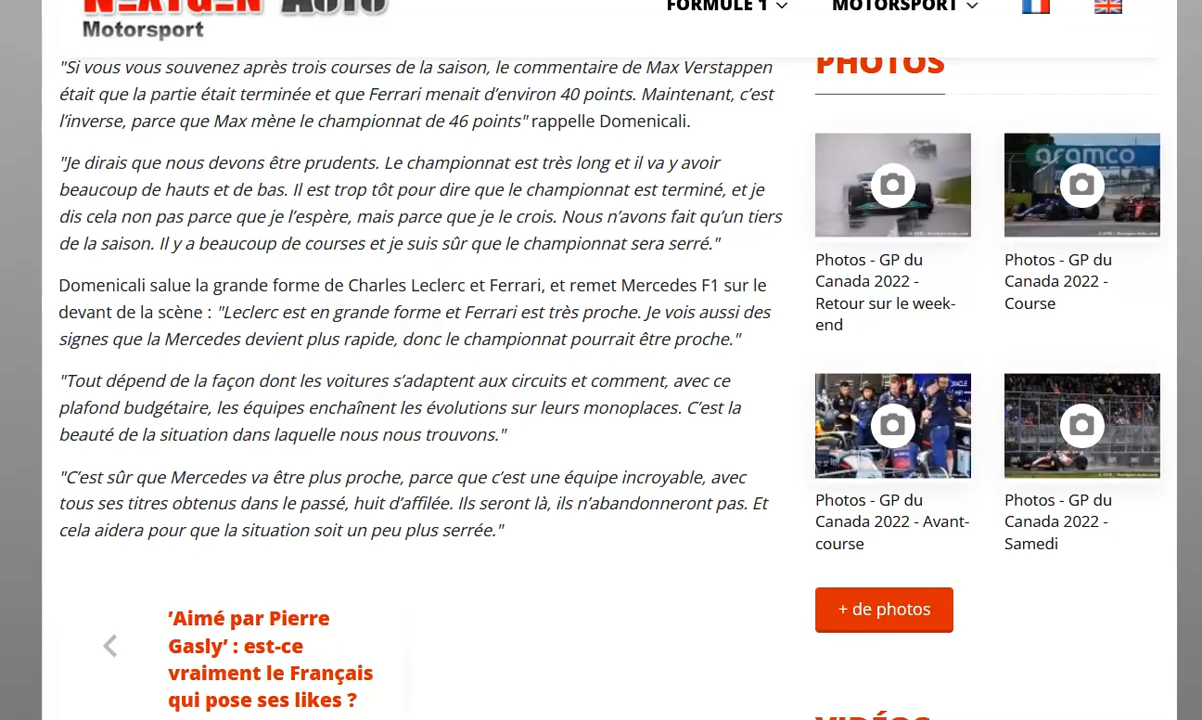 NEXTGEN AUTO
Motorsport
FORMULE 1
MOTORSPORT
"Si vous vous souvenez après trois courses de la saison, le commentaire de Max Verstappen
était que la partie était terminée et que Ferrari menait d’environ 40 points. Maintenant, c’est
l’inverse, parce que Max mène le championnat de 46 points" rappelle Domenicali.
"Je dirais que nous devons être prudents. Le championnat est très long et il va y avoir
beaucoup de hauts et de bas. Il est trop tôt pour dire que le championnat est terminé, et je
dis cela non pas parce que je l’espère, mais parce que je le crois. Nous n’avons fait qu’un tiers
de la saison. Il y a beaucoup de courses et je suis sûr que le championnat sera serré."
Domenicali salue la grande forme de Charles Leclerc et Ferrari, et remet Mercedes F1 sur le
devant de la scène : "Leclerc est en grande forme et Ferrari est très proche. Je vois aussi des
signes que la Mercedes devient plus rapide, donc le championnat pourrait être proche."
"Tout dépend de la façon dont les voitures s’adaptent aux circuits et comment, avec ce
plafond budgétaire, les équipes enchaînent les évolutions sur leurs monoplaces. C’est la
beauté de la situation dans laquelle nous nous trouvons."
"C’est sûr que Mercedes va être plus proche, parce que c’est une équipe incroyable, avec
tous ses titres obtenus dans le passé, huit d’affilée. Ils seront là, ils n’abandonneront pas. Et
cela aidera pour que la situation soit un peu plus serrée."
’Aimé par Pierre
Gasly’ : est-ce
vraiment le Français
qui pose ses likes ?
PHOTOS
aramco
Photos - GP du
Canada 2022 -
Retour sur le week-
end
Photos - GP du
Canada 2022 -
Course
Photos - GP du
Canada 2022 - Avant-
course
Photos - GP du
Canada 2022 -
Samedi
+ de photos
VIDÉOS